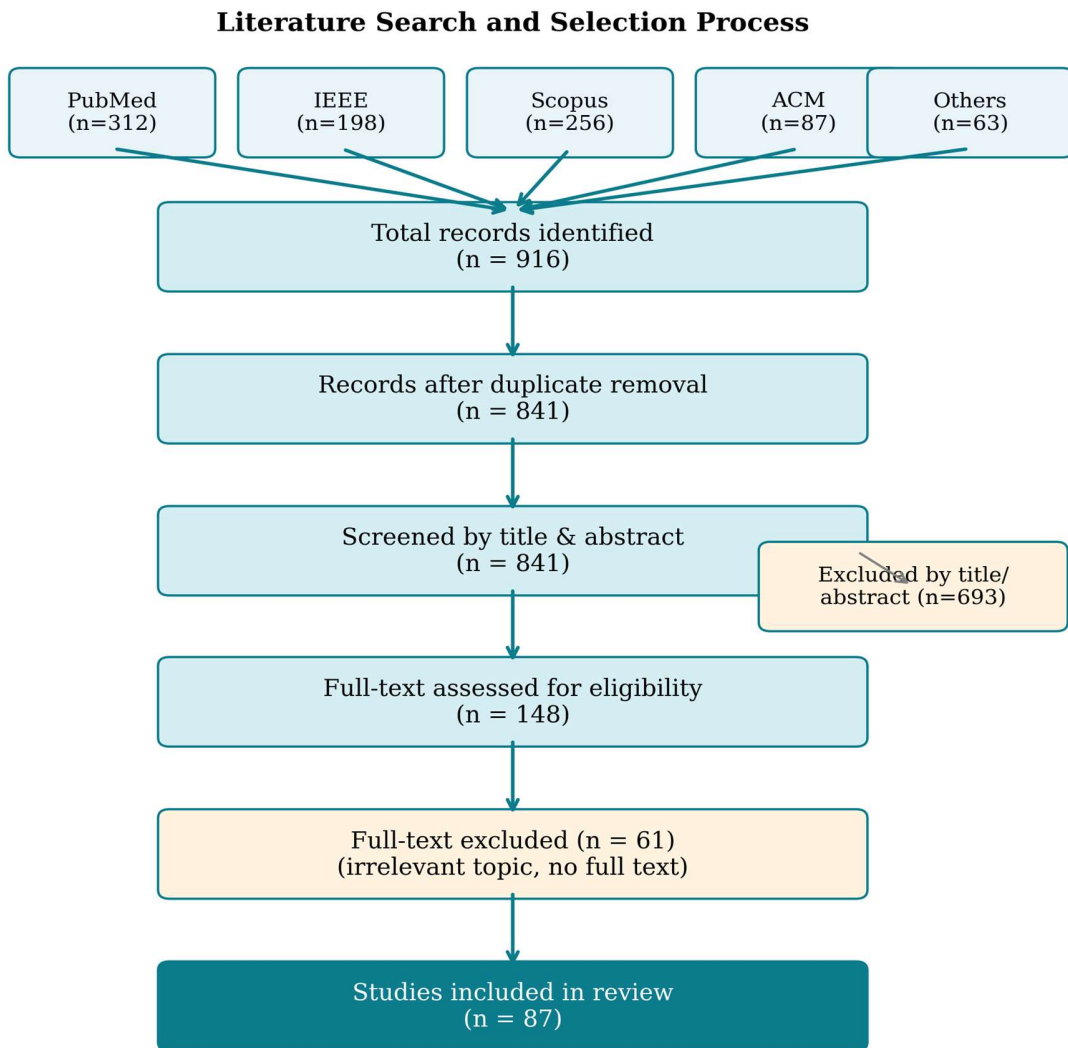 Literature Search and Selection Process
PubMed
(n=312)
IEEE
(n=198)
Scopus
(n=256)
ACM
(n=87)
Others
(n=63)
Total records identified
(n = 916)
Records after duplicate removal
(n = 841)
Screened by title & abstract
(n = 841)
Excluded by title/
abstract (n=693)
Full-text assessed for eligibility
(n = 148)
Full-text excluded (n = 61)
(irrelevant topic, no full text)
Studies included in review
(n = 87)